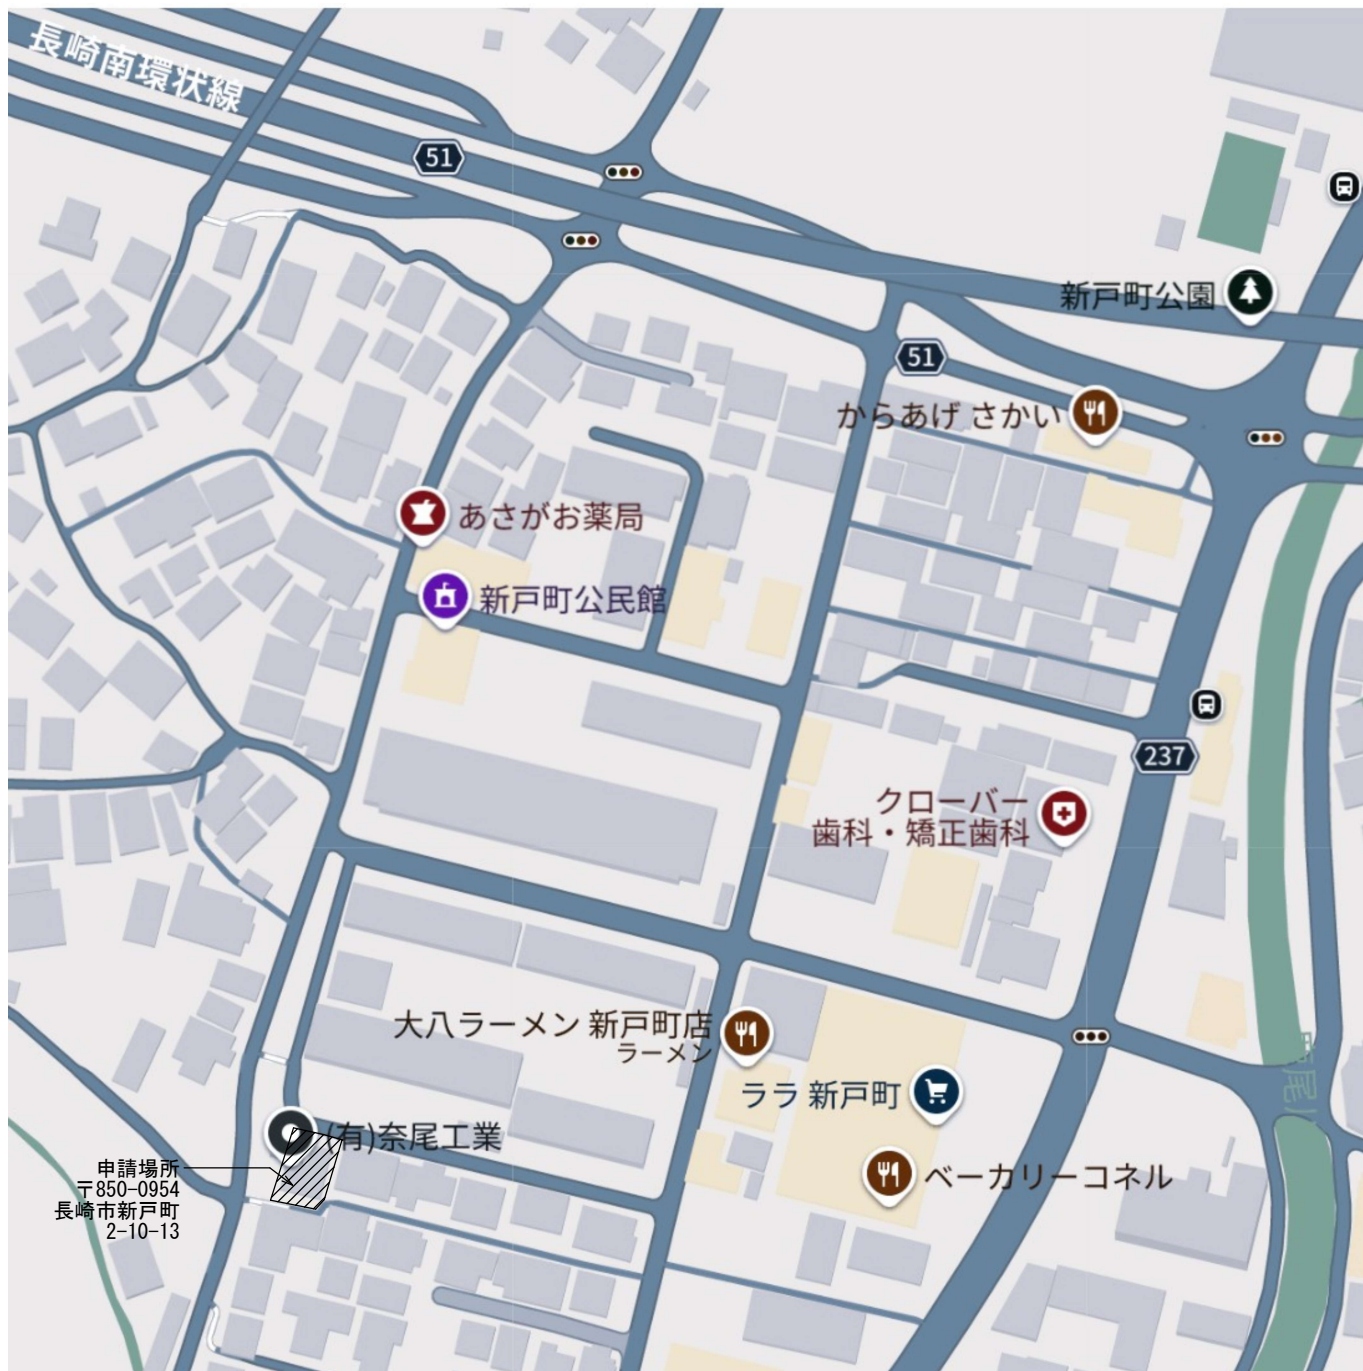 長崎南環状線
51
新戸町公園
51
からあげ さかい
あさがお薬局
新戸町公民館
237
クローバー
歯科・矯正歯科
大八ラーメン 新戸町店
ラーメン
ララ 新戸町
(有)奈尾工業
ベーカリーコネル
申請場所
〒850-0954
長崎市新戸町
2-10-13